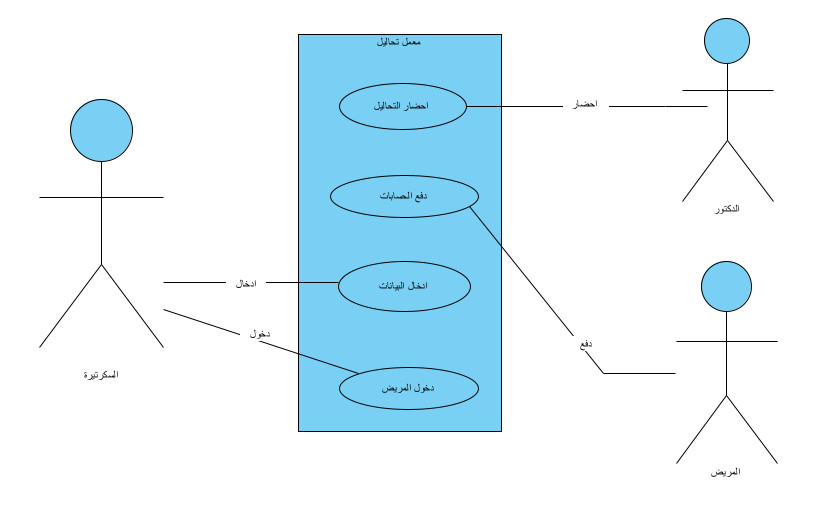 معمل تحاليل
احضار التحاليل
احضار
الدكتور
دفع الحسابات
ادخال البيانات
ادخال
دخول
دفع
السكرتيرة
دخول المريض
المريض